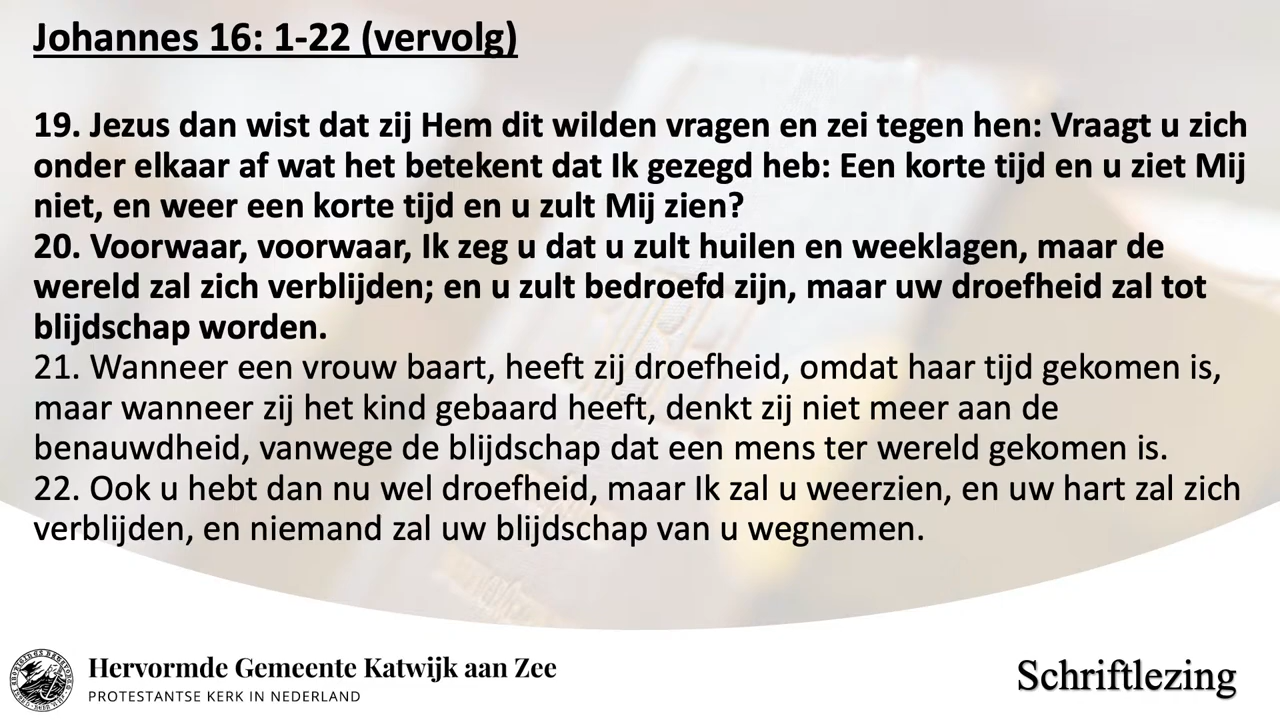 Johannes 16: 1-22 (vervolg)
19. Jezus dan wist dat zij Hem dit wilden vragen en zei tegen hen: Vraagt u zich
onder elkaar af wat het betekent dat Ik gezegd heb: Een korte tijd en u ziet Mij
niet, en weer een korte tijd en u zult Mij zien?
20. Voorwaar, voorwaar, Ik zeg u dat u zult huilen en weeklagen, maar de
wereld zal zich verblijden; en u zult bedroefd zijn, maar uw droefheid zal tot
blijdschap worden.
21. Wanneer een vrouw baart, heeft zij droefheid, omdat haar tijd gekomen is,
maar wanneer zij het kind gebaard heeft, denkt zij niet meer aan de
benauwdheid, vanwege de blijdschap dat een mens ter wereld gekomen is.
22. Ook u hebt dan nu wel droefheid, maar Ik zal u weerzien, en uw hart zal zich
verblijden, en niemand zal uw blijdschap van u wegnemen.
Hervormde Gemeente Katwijk aan Zee
PROTESTANTSE KERK IN NEDERLAND
Schriftlezing